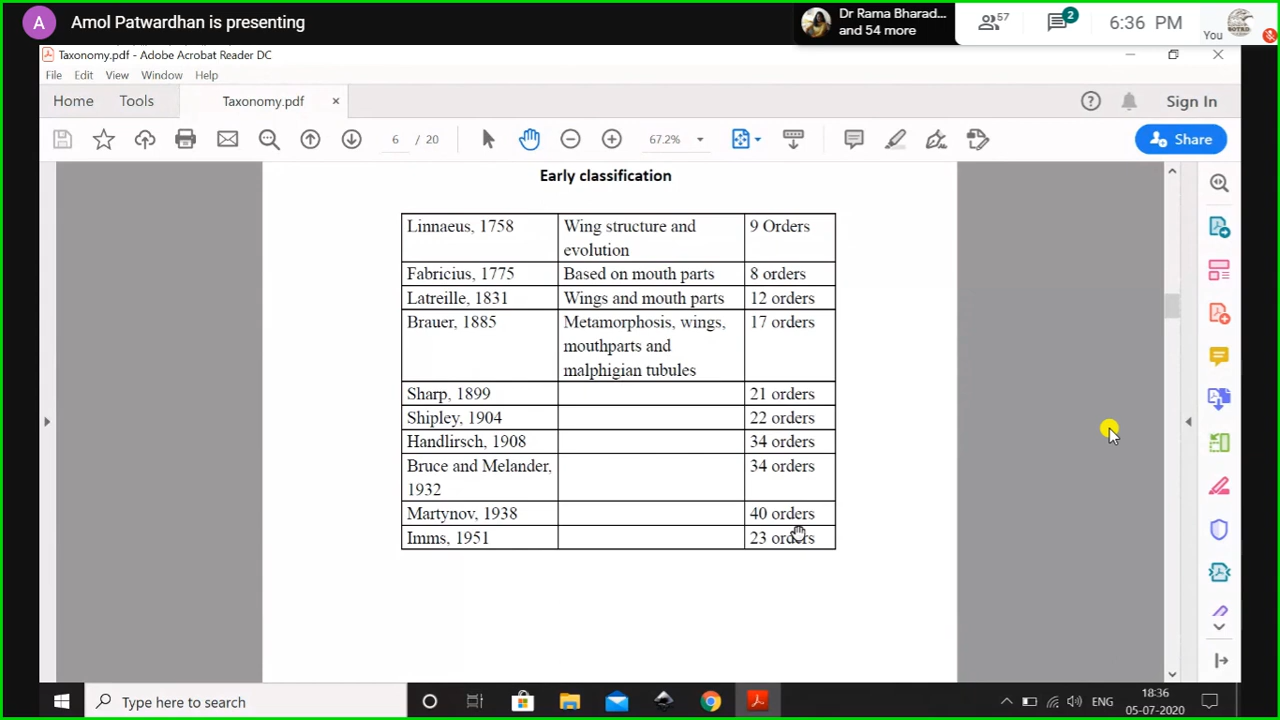 A Amol Patwardhan is presenting
Dr Rama Bharad...
and 54 more
57
2
6:36 PM
You
Taxonomy.pdf - Adobe Acrobat Reader DC
File Edit View Window Help
Home Tools Taxonomy.pdf × Sign In
6 / 20 67.2% Share
Early classification
Linnaeus, 1758 Wing structure and 9 Orders
evolution
Fabricius, 1775 Based on mouth parts 8 orders
Latreille, 1831 Wings and mouth parts 12 orders
Brauer, 1885 Metamorphosis, wings, 17 orders
mouthparts and
malphigian tubules
Sharp, 1899 21 orders
Shipley, 1904 22 orders
Handlirsch, 1908 34 orders
Bruce and Melander, 34 orders
1932
Martynov, 1938 40 orders
Imms, 1951 23 orders
Type here to search
ENG
18:36
05-07-2020